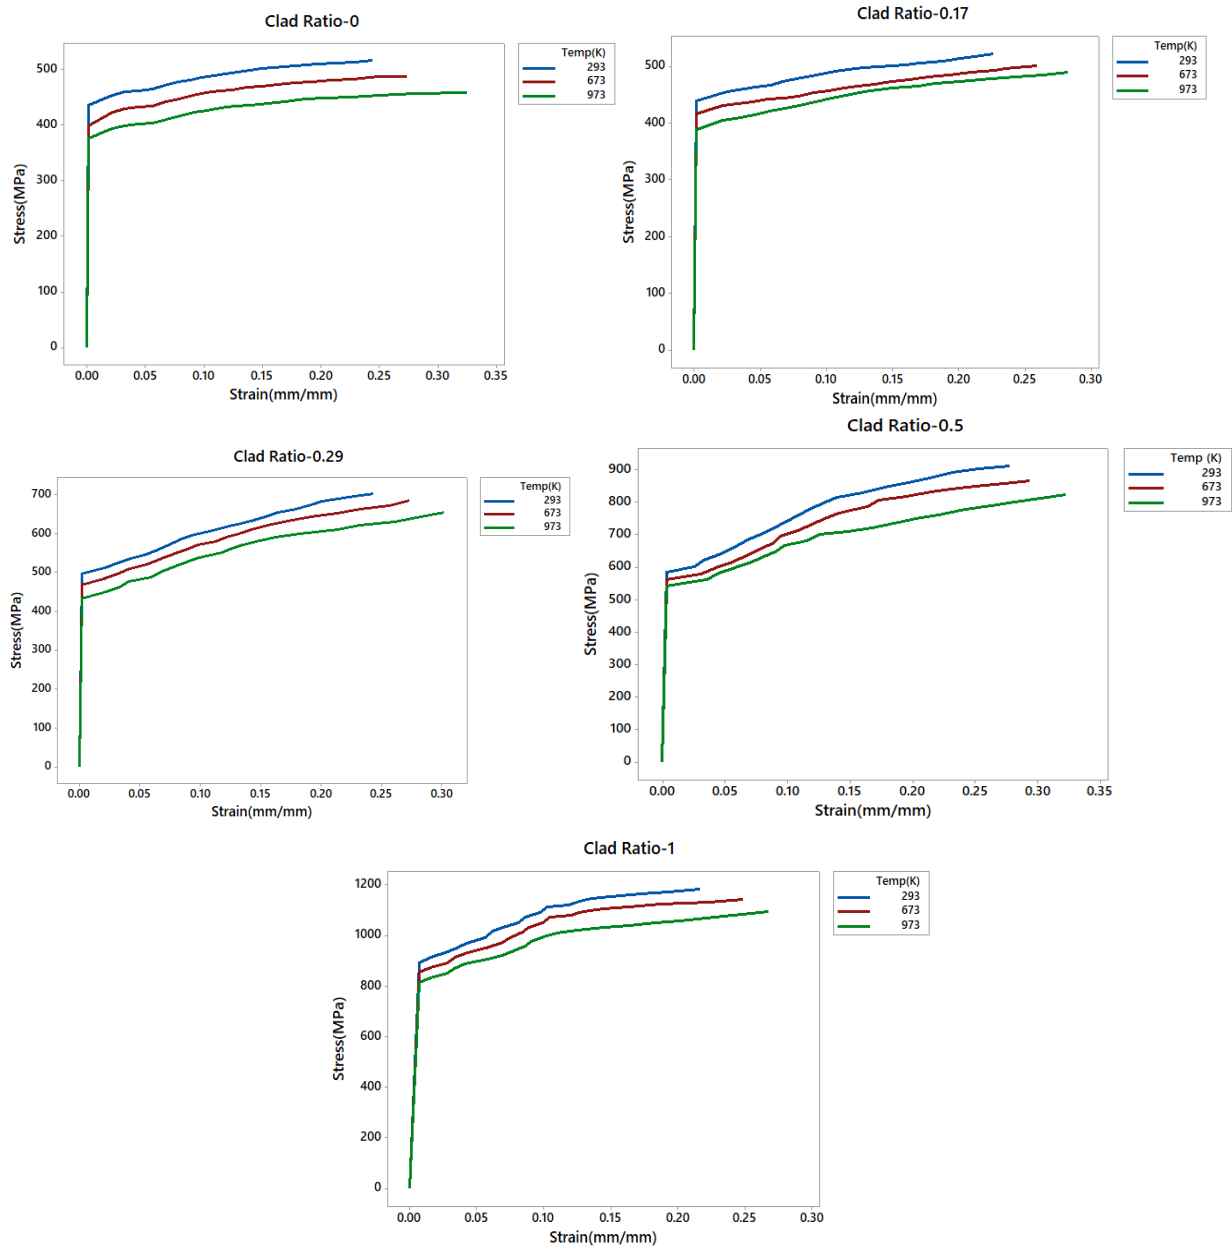 Clad Ratio-0
Temp(K)
293
673
973
500
400
300
200
100
0
Stress(MPa)
0.00 0.05 0.10 0.15 0.20 0.25 0.30 0.35
Strain(mm/mm)
Clad Ratio-0.17
Temp(K)
293
673
973
500
400
300
200
100
0
Stress(MPa)
0.00 0.05 0.10 0.15 0.20 0.25 0.30
Strain(mm/mm)
Clad Ratio-0.29
Temp(K)
293
673
973
700
600
500
400
300
200
100
0
Stress(MPa)
0.00 0.05 0.10 0.15 0.20 0.25 0.30
Strain(mm/mm)
Clad Ratio-0.5
Temp (K)
293
673
973
900
800
700
600
500
400
300
200
100
0
Stress(MPa)
0.00 0.05 0.10 0.15 0.20 0.25 0.30 0.35
Strain(mm/mm)
Clad Ratio-1
Temp(K)
293
673
973
1200
1000
800
600
400
200
0
Stress(MPa)
0.00 0.05 0.10 0.15 0.20 0.25 0.30
Strain(mm/mm)